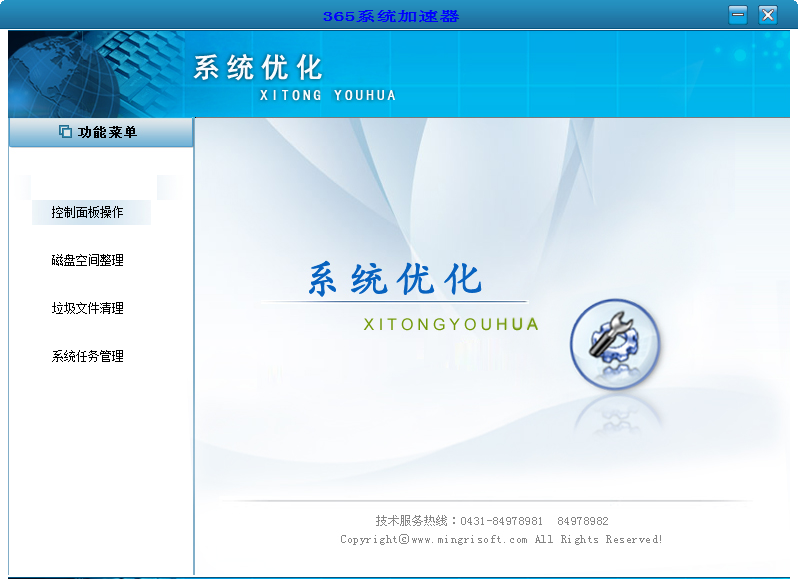 365系统加速器
系统优化
XITONG YOUHUA
功能菜单
控制面板操作
磁盘空间整理
垃圾文件清理
系统任务管理
系统优化
XITONGYOUHUA
技术服务热线：0431-84978981 84978982
Copyrightⓒwww.mingrisoft.com All Rights Reserved!